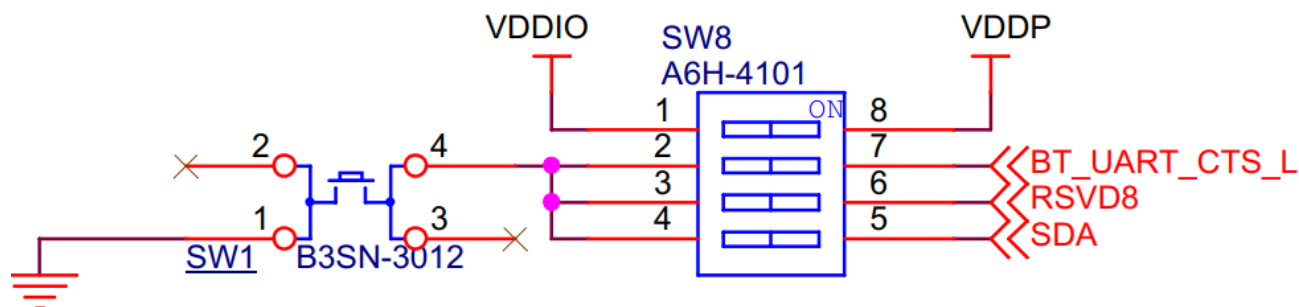 VDDIO
SW8
VDDP
A6H-4101
ON
1
8
2
4
2
7
BT_UART_CTS_L
3
6
RSVD8
1
3
4
5
SDA
SW1
B3SN-3012